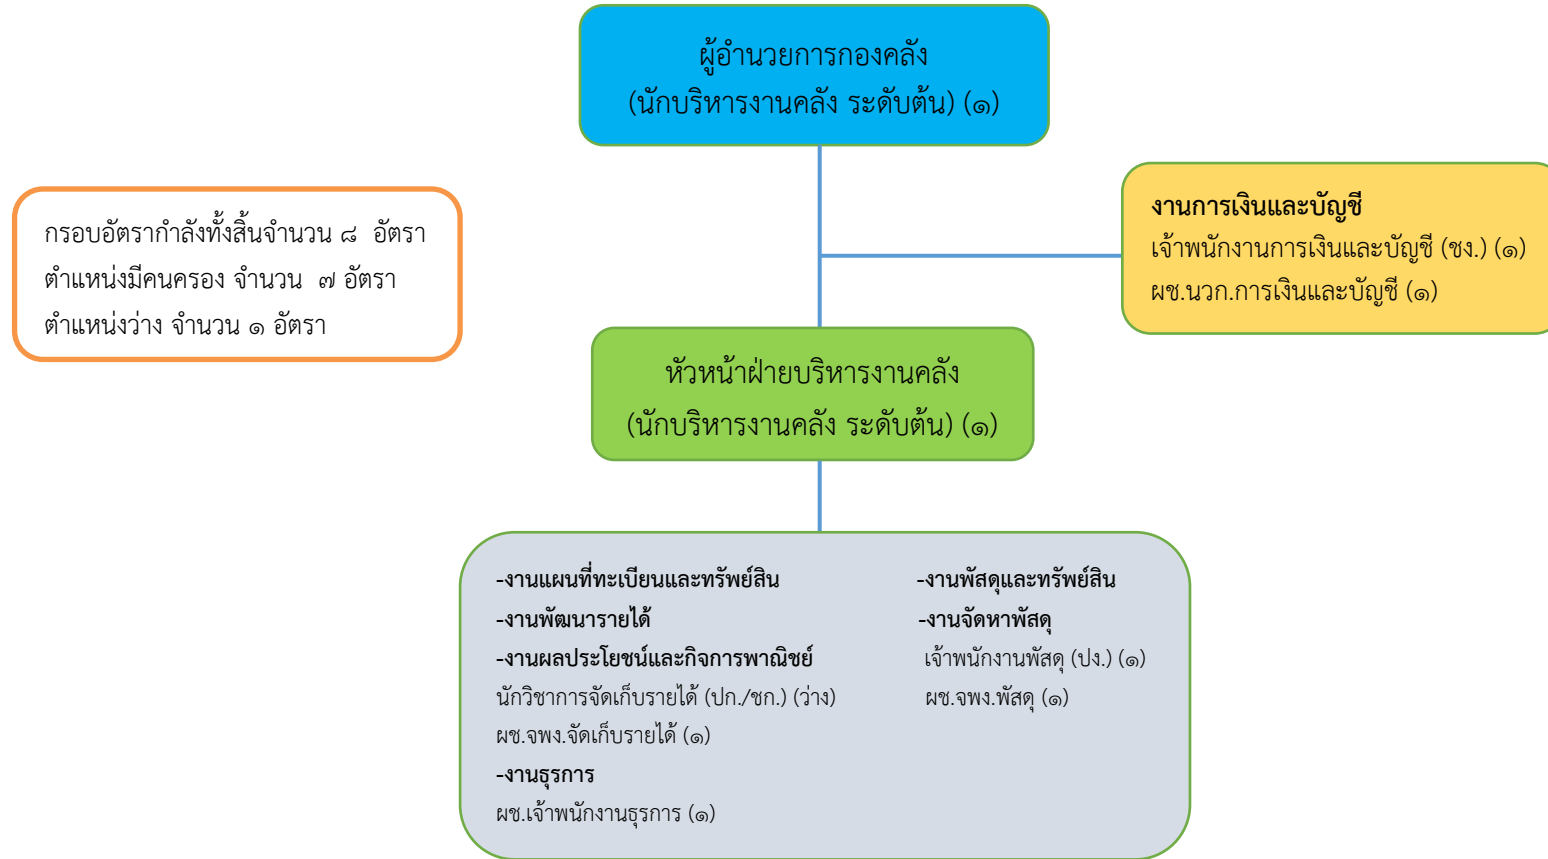 ผู้อำนวยการกองคลัง
(นักบริหารงานคลัง ระดับต้น) (๑)
กรอบอัตรากำลังทั้งสิ้นจำนวน ๘ อัตรา
ตำแหน่งมีคนครอง จำนวน ๗ อัตรา
ตำแหน่งว่าง จำนวน ๑ อัตรา
งานการเงินและบัญชี
เจ้าพนักงานการเงินและบัญชี (ชง.) (๑)
ผช.นวก.การเงินและบัญชี (๑)
หัวหน้าฝ่ายบริหารงานคลัง
(นักบริหารงานคลัง ระดับต้น) (๑)
-งานแผนที่ทะเบียนและทรัพย์สิน
-งานพัฒนารายได้
-งานผลประโยชน์และกิจการพาณิชย์
นักวิชาการจัดเก็บรายได้ (ปก./ชก.) (ว่าง)
ผช.จพง.จัดเก็บรายได้ (๑)
-งานธุรการ
ผช.เจ้าพนักงานธุรการ (๑)
-งานพัสดุและทรัพย์สิน
-งานจัดหาพัสดุ
เจ้าพนักงานพัสดุ (ปง.) (๑)
ผช.จพง.พัสดุ (๑)